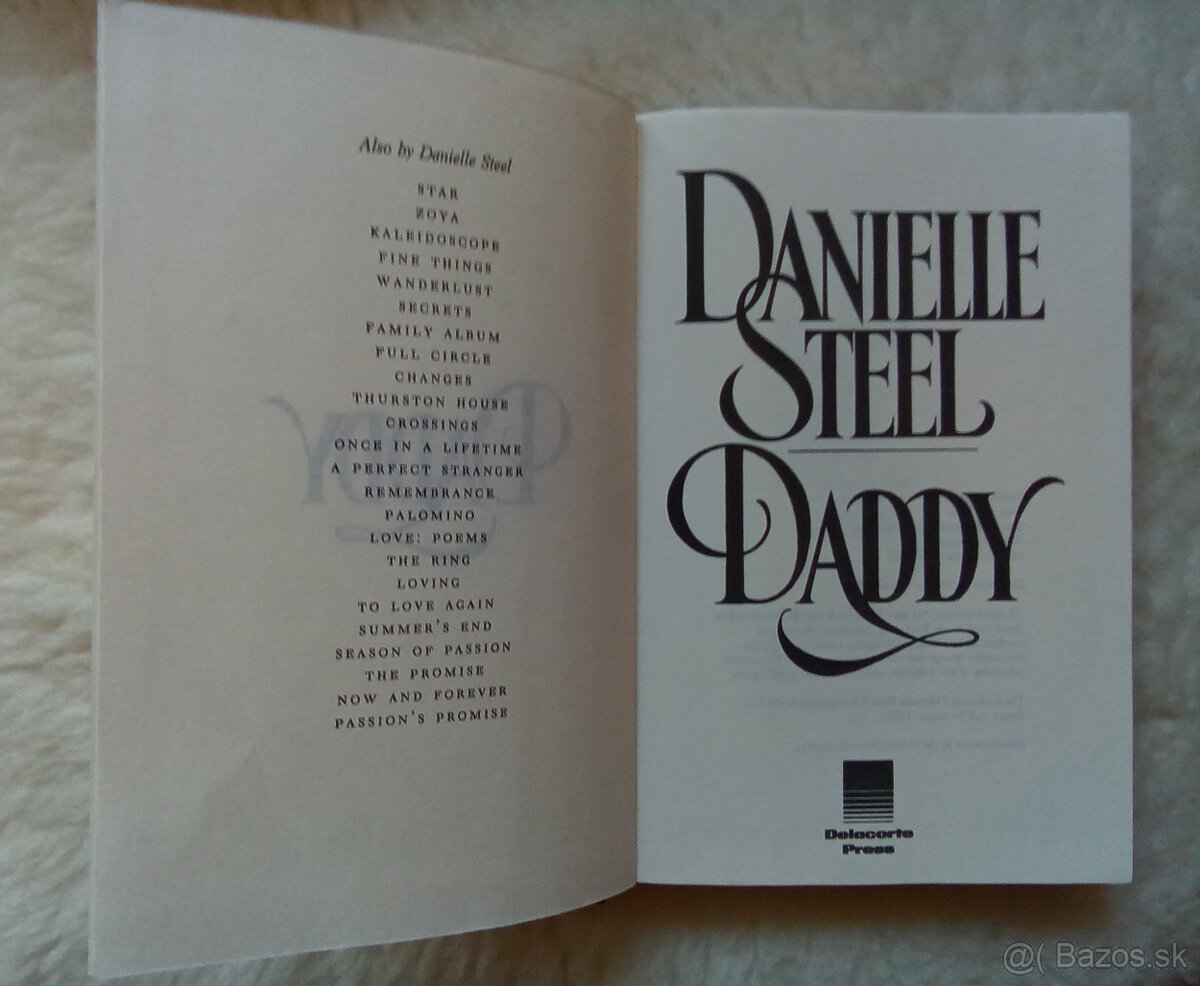 Also by Danielle Steel
STAR
ZOYA
KALEIDOSCOPE
FINE THINGS
WANDERLUST
SECRETS
FAMILY ALBUM
FULL CIRCLE
CHANGES
THURSTON HOUSE
CROSSINGS
ONCE IN A LIFETIME
A PERFECT STRANGER
REMEMBRANCE
PALOMINO
LOVE: POEMS
THE RING
LOVING
TO LOVE AGAIN
SUMMER'S END
SEASON OF PASSION
THE PROMISE
NOW AND FOREVER
PASSION'S PROMISE
DANIELLE
STEEL
DADDY
Delacorte
Press
@( Bazos.sk